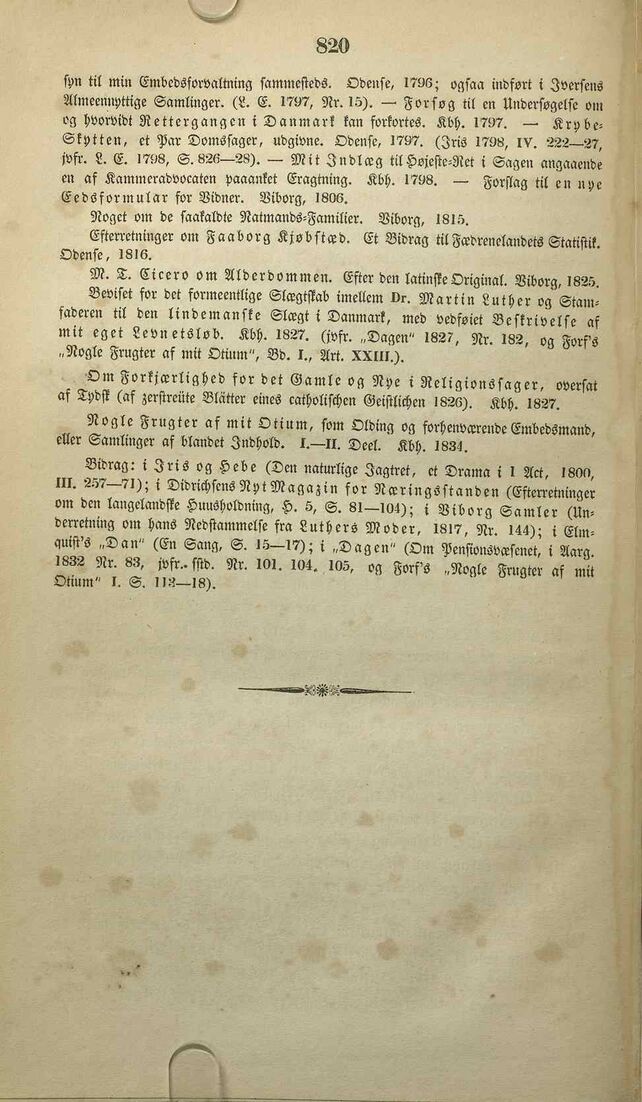 820
syn til min Embedsforvaltning sammesteds. Odense, 1796; ogsaa indført i Iversens
Almeennyttige Samlinger. (L. E. 1797, Nr. 15). — Forsøg til en Undersøgelse om
og hvorvidt Rettergangen i Danmark kan forkortes. Kbh. 1797. — Krybe-
Skytten, et Par Domssager, udgivne. Odense, 1797. (Iris 1798, IV. 222—27,
jvfr. L. E. 1798, S. 826—28). — Mit Indlæg til Højeste-Ret i Sagen angaaende
en af Kammeradvocaten paaanket Eragtning. Kbh. 1798. — Forslag til en nye
Eedsformular for Vidner. Viborg, 1806.
Noget om de saakaldte Natmands-Familier. Viborg, 1815.
Efterretninger om Faaborg Kjøbstæd. Et Bidrag til Fædrenelandets Statistik.
Odense, 1816.
M. T. Cicero om Alderdommen. Efter den latinske Original. Viborg, 1825.
Beviset for det formeentlige Slægtskab imellem Dr. Martin Luther og Stam-
faderen til den lindemanske Slægt i Danmark, med vedføiet Beskrivelse af
mit eget Levnetsløb. Kbh. 1827. (jvfr. „Dagen" 1827, Nr. 182, og Forf's
„Nogle Frugter af mit Otium", Bd. I., Art. XXIII.).
Om Forkjærlighed for det Gamle og Nye i Religionssager, oversat
af Tydsk (af zerstreüte Blätter eines catholischen Geistlichen 1826). Kbh. 1827.
Nogle Frugter af mit Otium, som Olding og forhenværende Embedsmand,
eller Samlinger af blandet Indhold. I.—II. Deel. Kbh. 1834.
Bidrag: i Iris og Hebe (Den naturlige Jagtret, et Drama i 1 Act, 1800,
III. 257—71); i Didrichsens Nyt Magazin for Næringsstanden (Efterretninger
om den langelandske Huusholdning, H. 5, S. 81—104); i Viborg Samler (Un-
derretning om hans Nedstammelse fra Luthers Moder, 1817, Nr. 144); i Elm-
quist's „Dan" (En Sang, S. 15—17); i „Dagen" (Om Pensionsvæsenet, i Aarg.
1832 Nr. 83, jvfr. sstd. Nr. 101. 104. 105, og Forf's „Nogle Frugter af mit
Otium" I. S. 113—18).